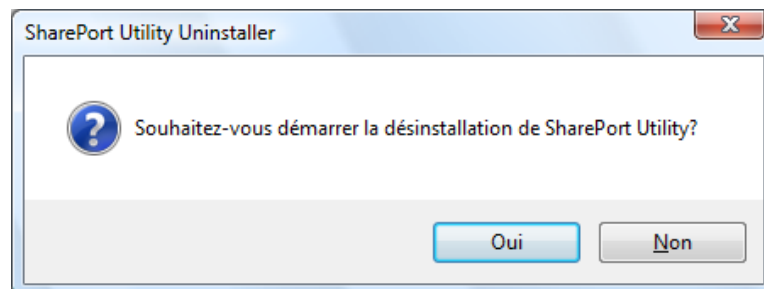 SharePort Utility Uninstaller
Souhaitez-vous démarrer la désinstallation de SharePort Utility?
Oui
Non